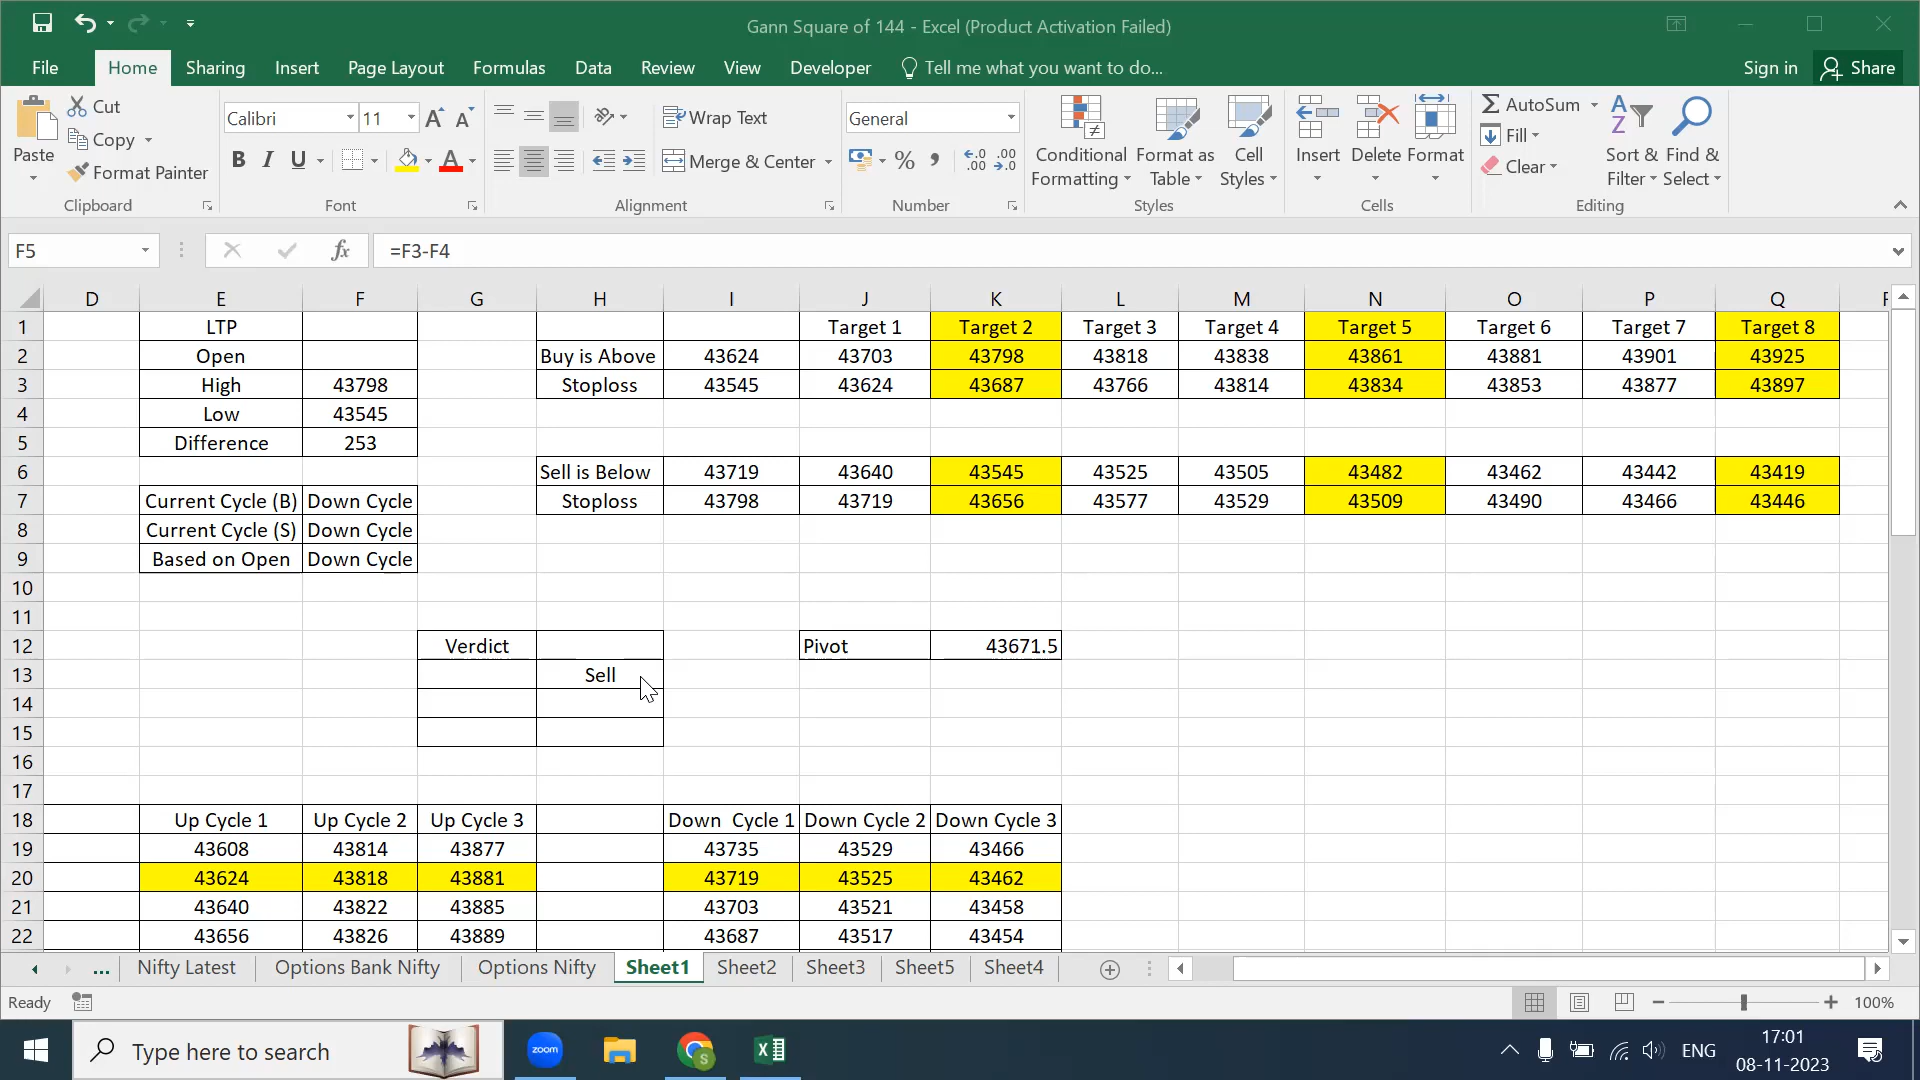 Gann Square of 144 - Excel (Product Activation Failed)
File Home Sharing Insert Page Layout Formulas Data Review View Developer Tell me what you want to do... Sign in Share
Paste
Cut
Copy
Format Painter
Clipboard
Calibri 11
B I U
Font
Wrap Text
Merge & Center
Alignment
General
Number
Conditional Formatting
Format as Table
Cell Styles
Styles
Insert Delete Format
Cells
AutoSum
Fill
Clear
Sort & Filter
Find & Select
Editing
F5 fx =F3-F4
D E F G H I J K L M N O P Q
1 LTP Target 1 Target 2 Target 3 Target 4 Target 5 Target 6 Target 7 Target 8
2 Open Buy is Above 43624 43703 43798 43818 43838 43861 43881 43901 43925
3 High 43798 Stoploss 43545 43624 43687 43766 43814 43834 43853 43877 43897
4 Low 43545
5 Difference 253
6 Sell is Below 43719 43640 43545 43525 43505 43482 43462 43442 43419
7 Current Cycle (B) Down Cycle Stoploss 43798 43719 43656 43577 43529 43509 43490 43466 43446
8 Current Cycle (S) Down Cycle
9 Based on Open Down Cycle
10
11
12 Verdict Pivot 43671.5
13 Sell
14
15
16
17
18 Up Cycle 1 Up Cycle 2 Up Cycle 3 Down  Cycle 1 Down Cycle 2 Down Cycle 3
19 43608 43814 43877 43735 43529 43466
20 43624 43818 43881 43719 43525 43462
21 43640 43822 43885 43703 43521 43458
22 43656 43826 43889 43687 43517 43454
... Nifty Latest Options Bank Nifty Options Nifty Sheet1 Sheet2 Sheet3 Sheet5 Sheet4
Ready 100%
Type here to search zoom ENG 17:01
08-11-2023